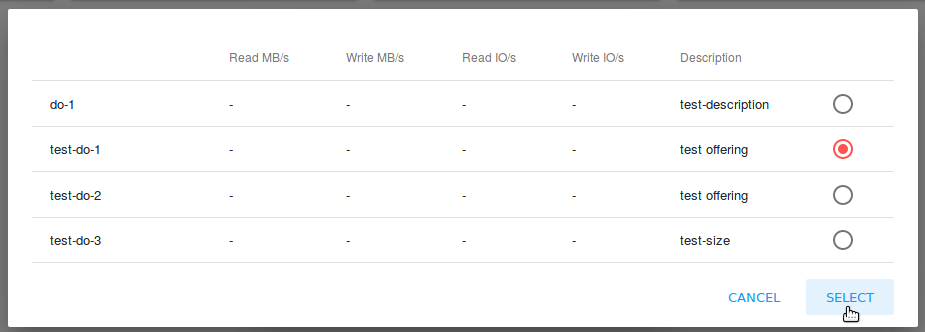 Read MB/s Write MB/s Read IO/s Write IO/s Description
do-1 - - - - test-description
test-do-1 - - - - test offering
test-do-2 - - - - test offering
test-do-3 - - - - test-size
CANCEL SELECT